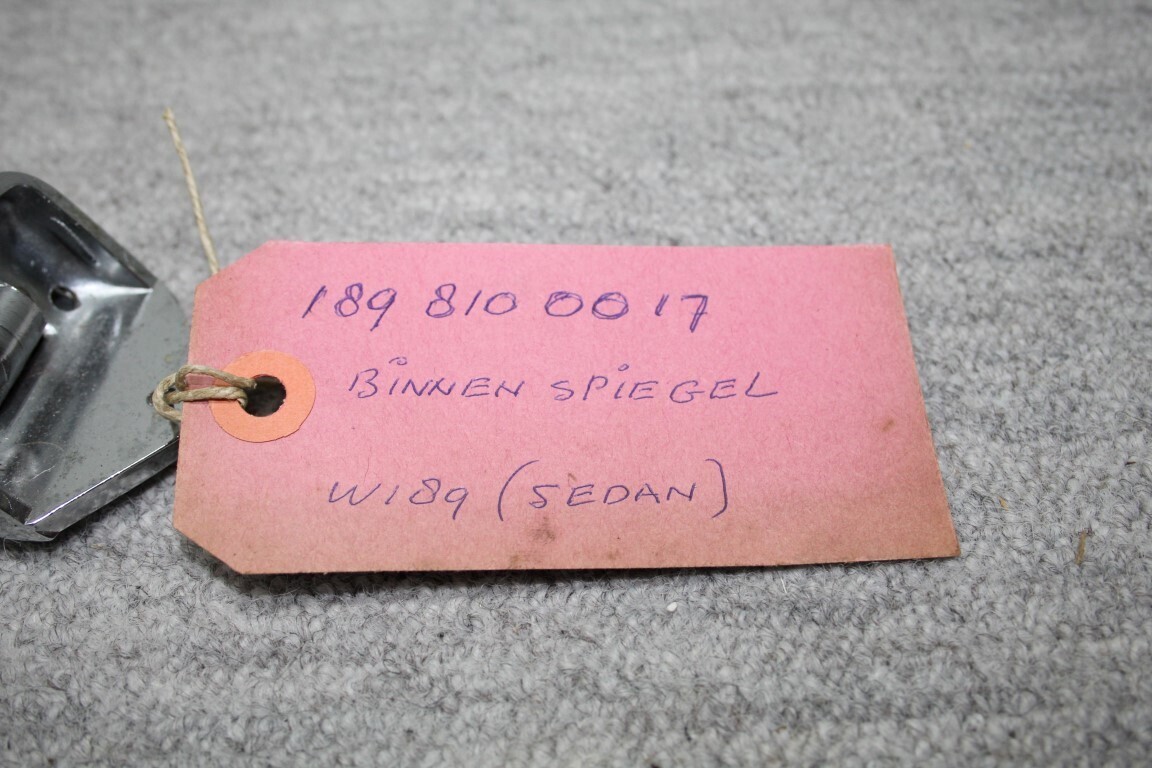 189 810 00 17
BINNEN SPIEGEL
W189 (SEDAN)